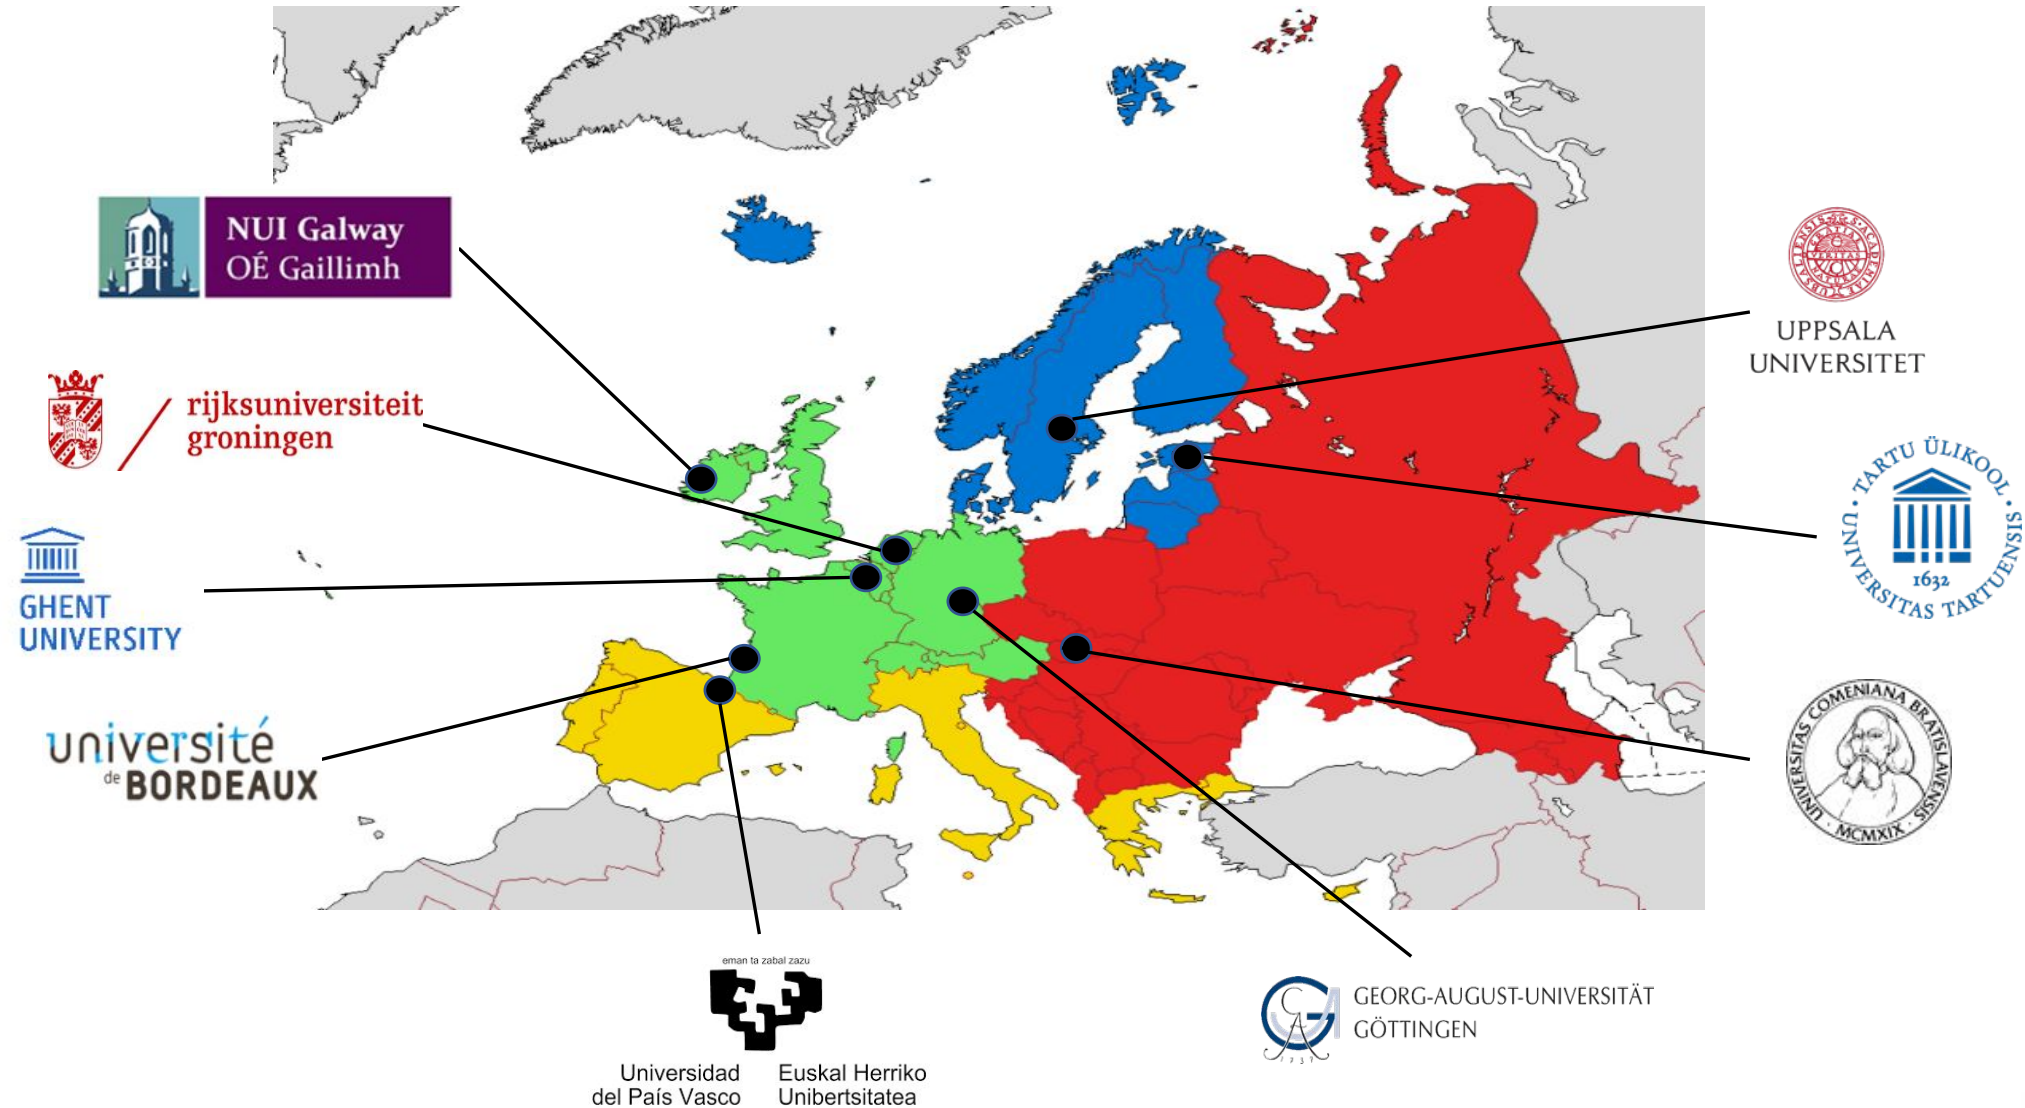 NUI Galway
OÉ Gaillimh
rijksuniversiteit
groningen
GHENT
UNIVERSITY
université
de BORDEAUX
eman ta zabal zazu
Universidad
del País Vasco
Euskal Herriko
Unibertsitatea
GEORG-AUGUST-UNIVERSITÄT
GÖTTINGEN
1737
UPPSALA
UNIVERSITET
TARTU ÜLIKOOL
UNIVERSITAS TARTUENSIS
1632
UNIVERSITAS COMENIANA BRATISLAVENSIS
MCMXIX